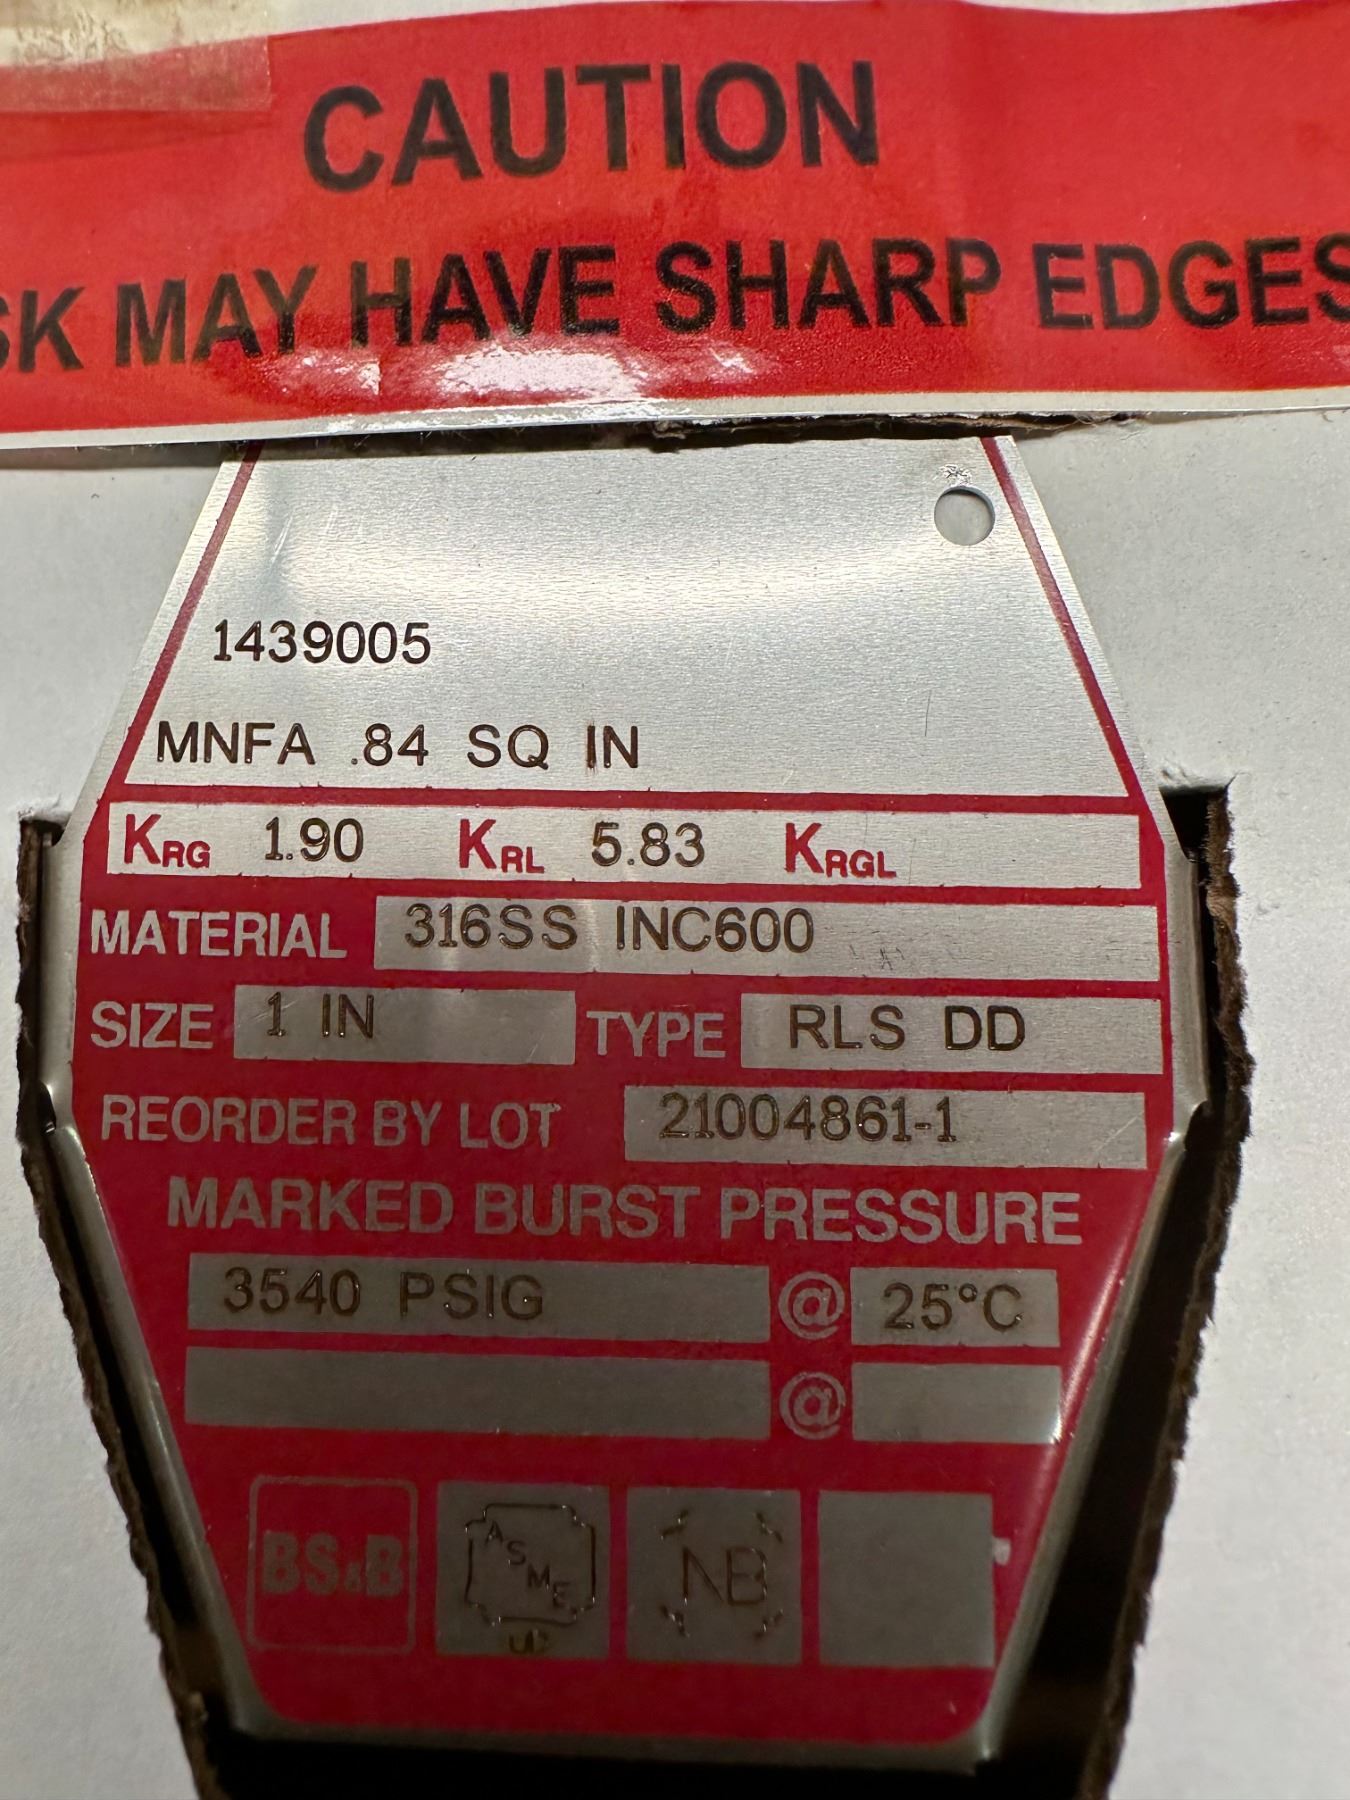 CAUTION
SK MAY HAVE SHARP EDGES
1439005
MNFA .84 SQ IN
KRG 1.90 KRL 5.83 KRGL
MATERIAL 316SS INC600
SIZE 1 IN TYPE RLS DD
REORDER BY LOT 21004861-1
MARKED BURST PRESSURE
3540 PSIG @ 25°C
@
BS&B ASME NB
UD